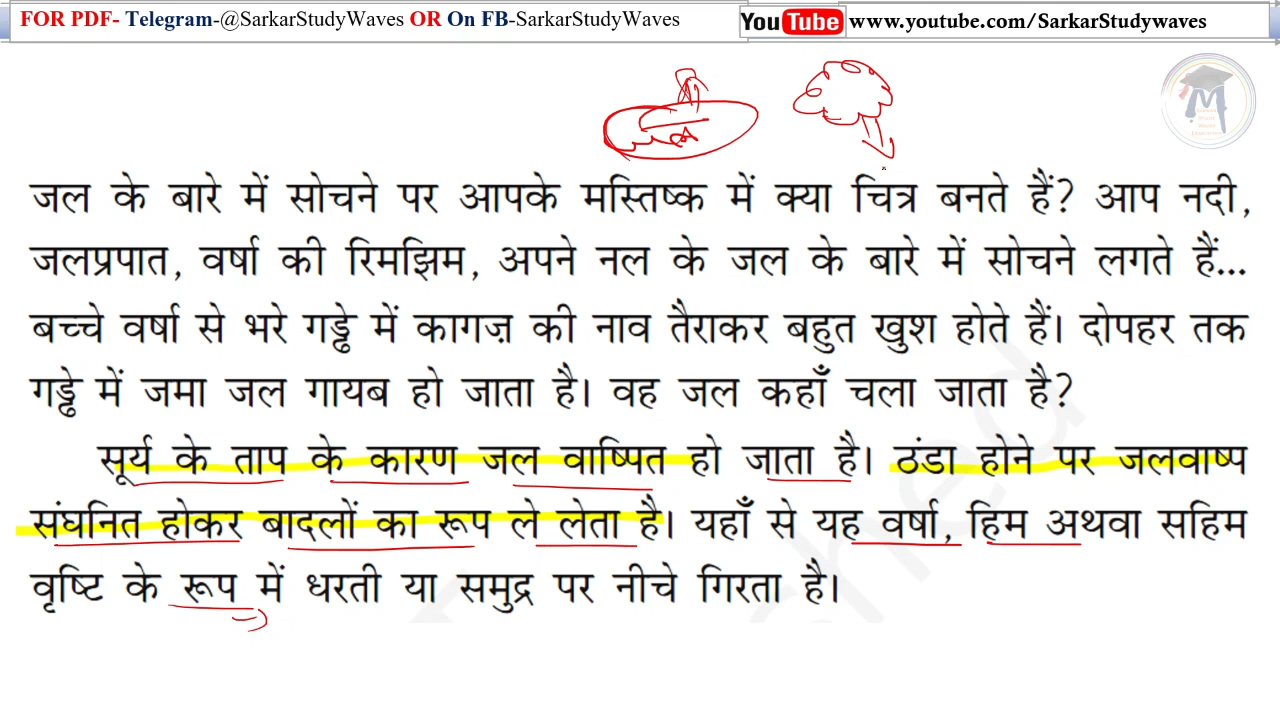 FOR PDF- Telegram-@SarkarStudyWaves OR On FB-SarkarStudyWaves
YouTube www.youtube.com/SarkarStudywaves
जल के बारे में सोचने पर आपके मस्तिष्क में क्या चित्र बनते हैं? आप नदी,
जलप्रपात, वर्षा की रिमझिम, अपने नल के जल के बारे में सोचने लगते हैं...
बच्चे वर्षा से भरे गड्ढे में कागज़ की नाव तैराकर बहुत खुश होते हैं। दोपहर तक
गड्ढे में जमा जल गायब हो जाता है। वह जल कहाँ चला जाता है?
सूर्य के ताप के कारण जल वाष्पित हो जाता है। ठंडा होने पर जलवाष्प
संघनित होकर बादलों का रूप ले लेता है। यहाँ से यह वर्षा, हिम अथवा सहिम
वृष्टि के रूप में धरती या समुद्र पर नीचे गिरता है।